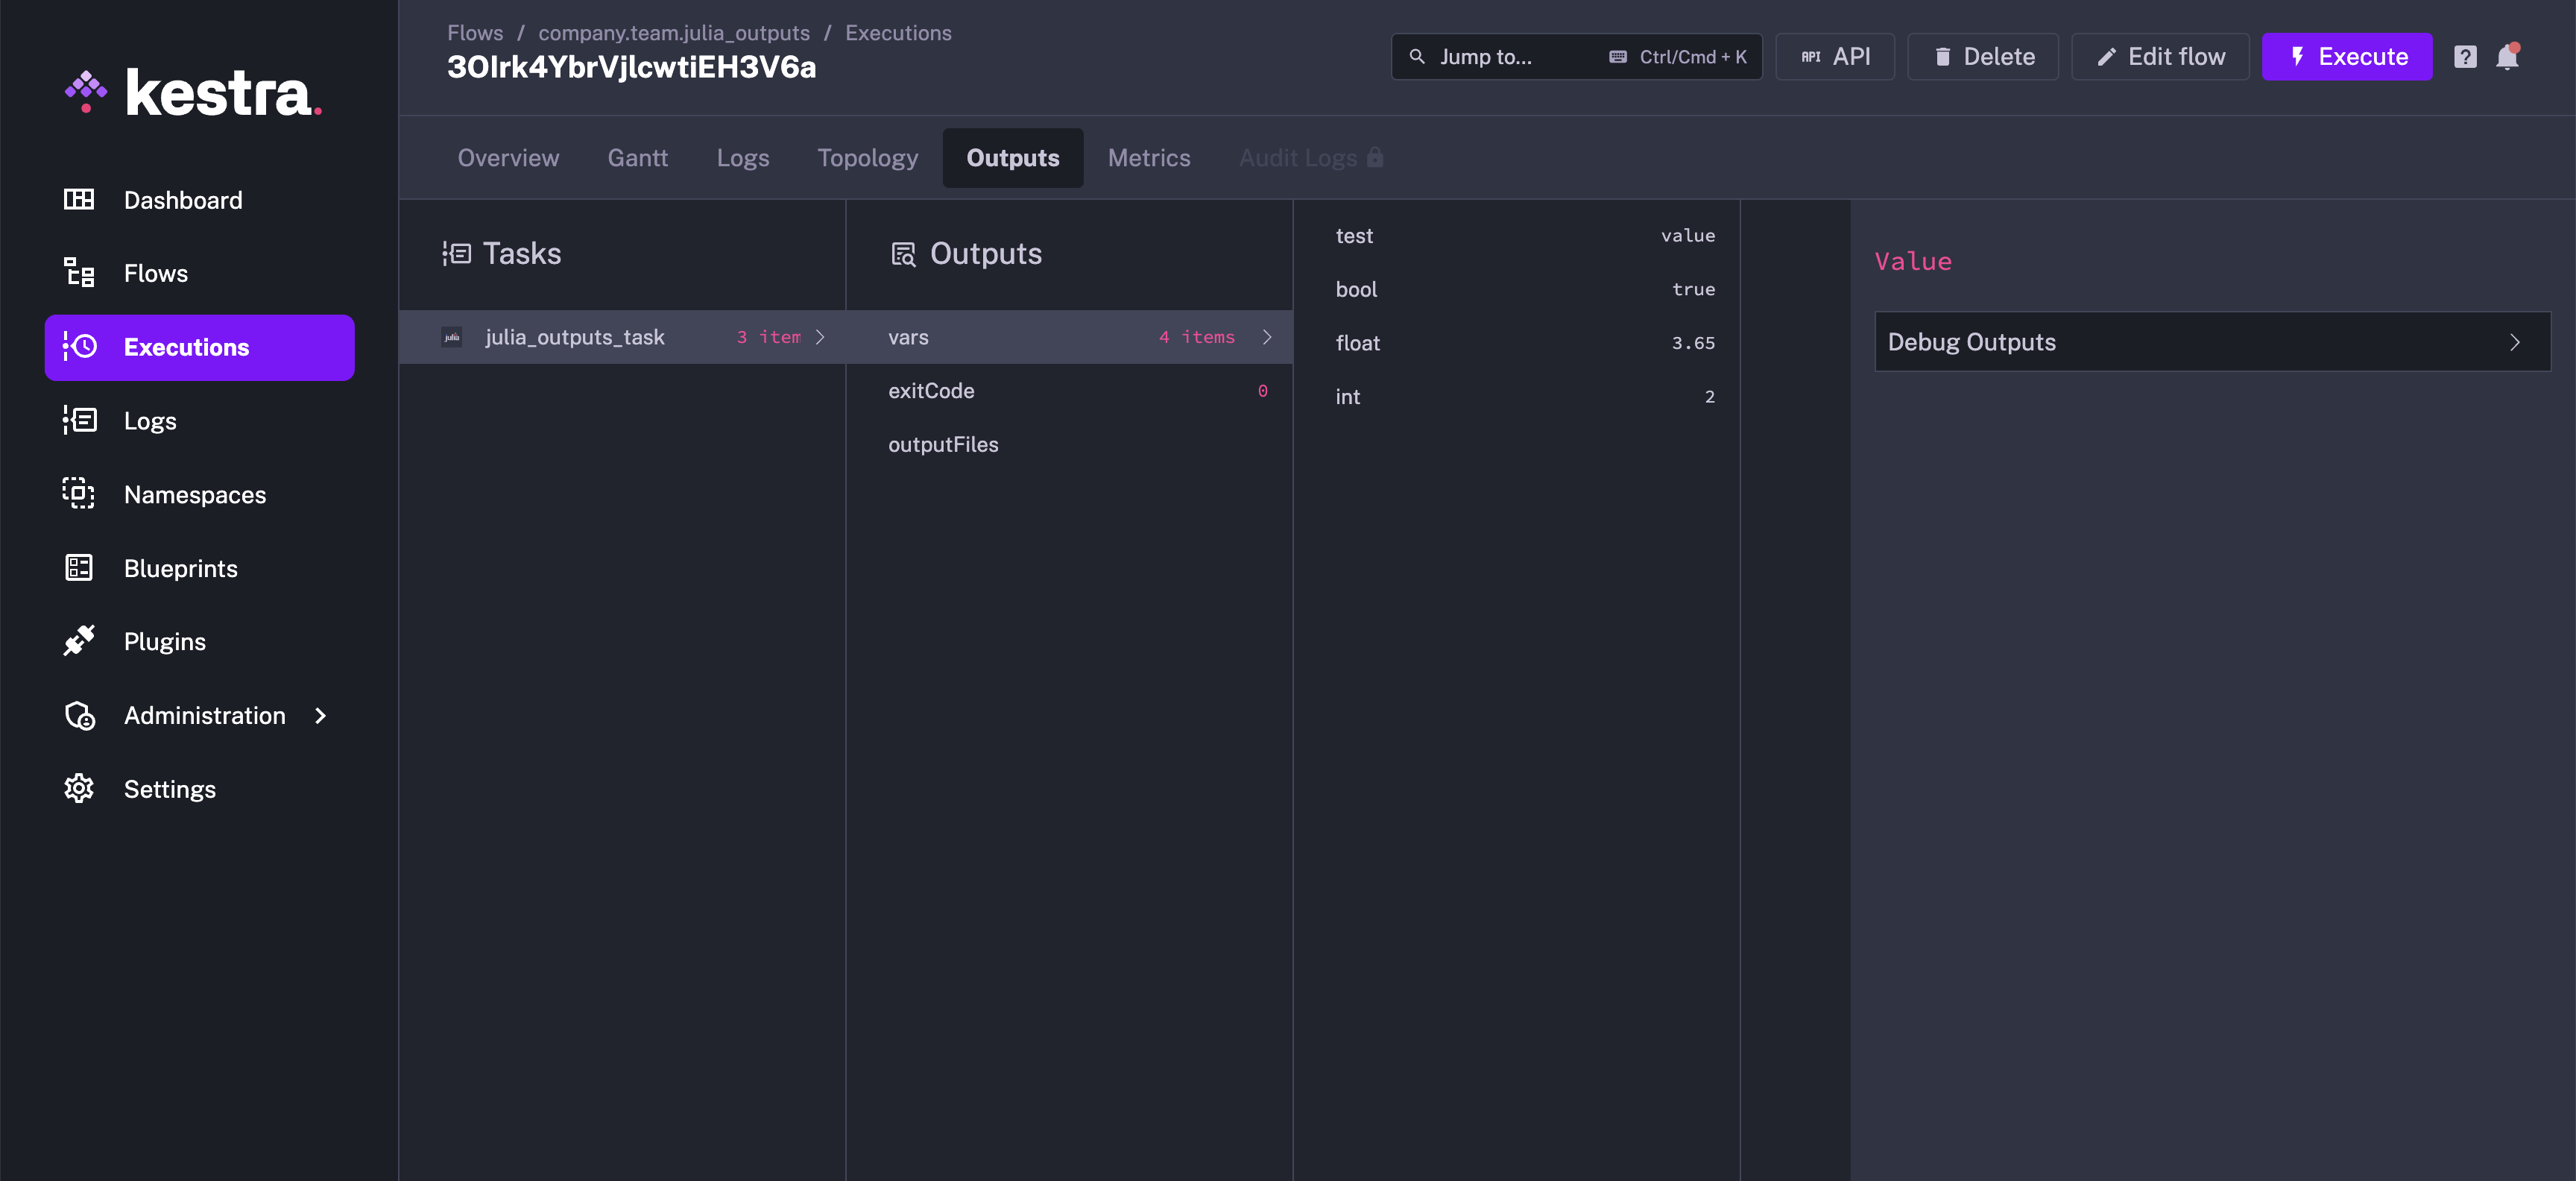 kestra.
Dashboard
Flows
Executions
Logs
Namespaces
Blueprints
Plugins
Administration
Settings
Flows / company.team.julia_outputs / Executions
3OIrk4YbrVjlcwtiEH3V6a
Jump to... Ctrl/Cmd + K
API API
Delete
Edit flow
Execute
?
Overview Gantt Logs Topology Outputs Metrics Audit Logs
Tasks
julia julia_outputs_task 3 item
Outputs
vars 4 items
exitCode 0
outputFiles
test value
bool true
float 3.65
int 2
Value
Debug Outputs